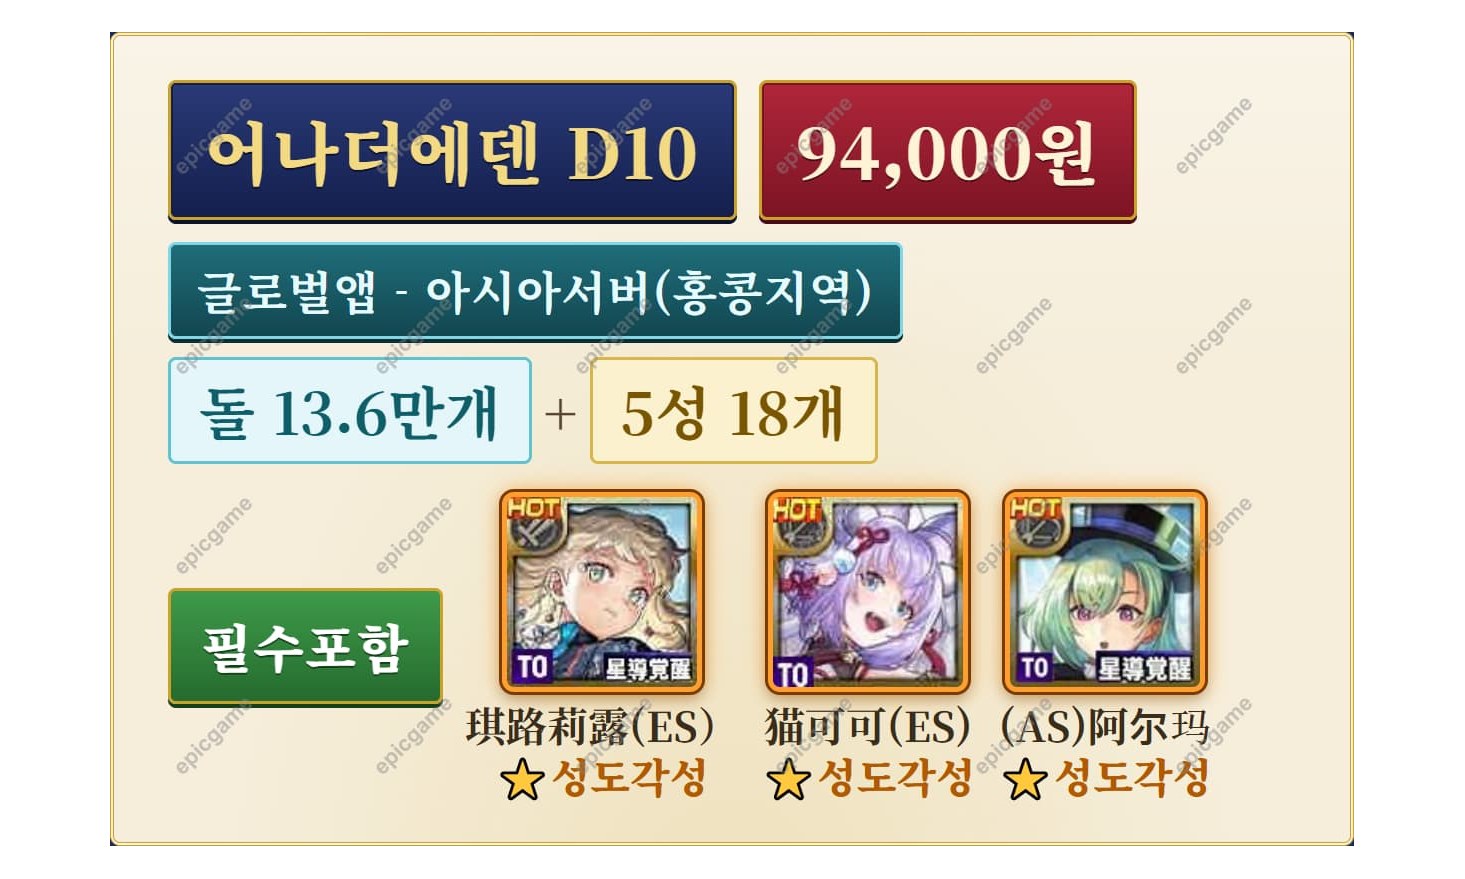 어나더에덴 D10 94,000원
글로벌앱 - 아시아서버(홍콩지역)
돌 13.6만개 + 5성 18개
HOT HOT HOT
TO 星導覚醒 TO TO 星導覚醒
필수포함
琪路莉露(ES) 猫可可(ES) (AS)阿尔玛
성도각성 성도각성 성도각성
epicgame